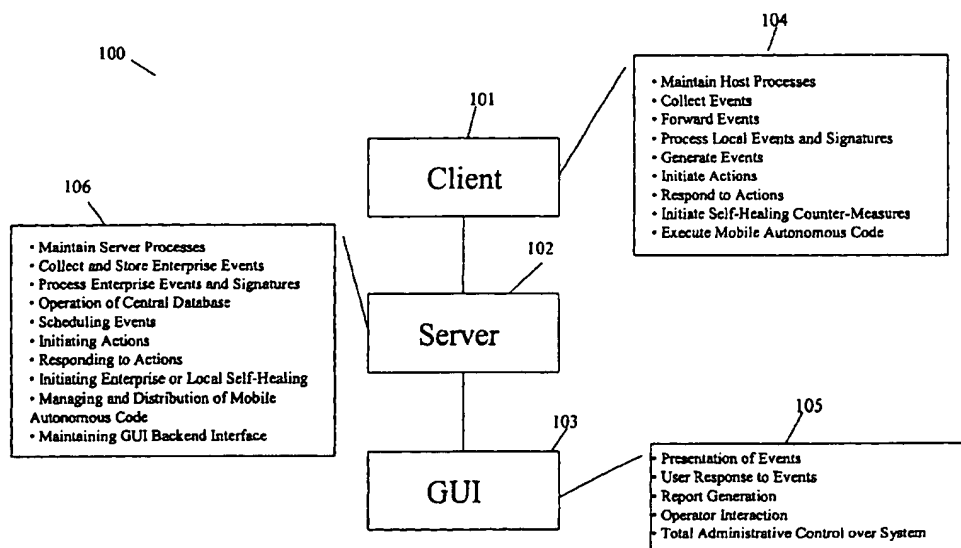 100
104
• Maintain Host Processes
• Collect Events
• Forward Events
• Process Local Events and Signatures
• Generate Events
• Initiate Actions
• Respond to Actions
• Initiate Self-Healing Counter-Measures
• Execute Mobile Autonomous Code
101
Client
106
• Maintain Server Processes
• Collect and Store Enterprise Events
• Process Enterprise Events and Signatures
• Operation of Central Database
• Scheduling Events
• Initiating Actions
• Responding to Actions
• Initiating Enterprise or Local Self-Healing
• Managing and Distribution of Mobile
Autonomous Code
• Maintaining GUI Backend Interface
102
Server
103
GUI
105
• Presentation of Events
• User Response to Events
• Report Generation
• Operator Interaction
• Total Administrative Control over System